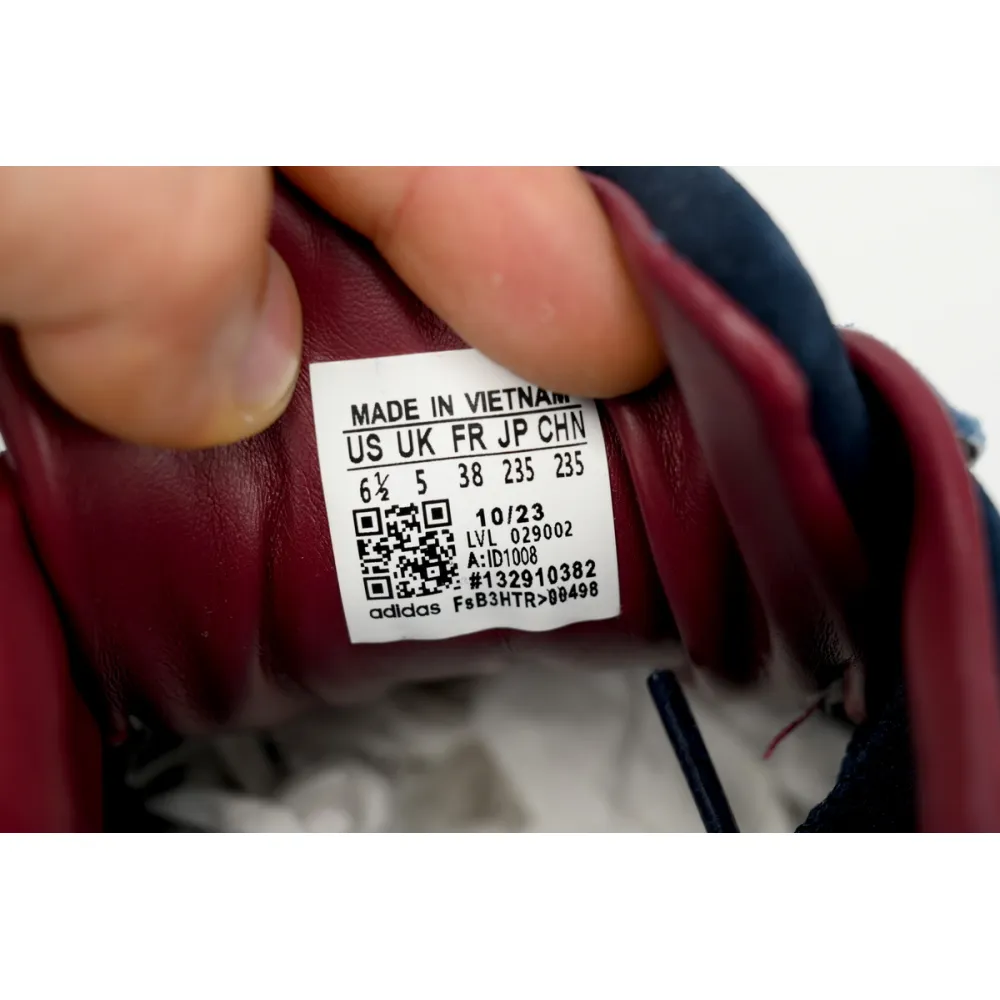 MADE IN VIETNAM
US UK FR JP CHN
6½ 5 38 235 235
10/23
LVL 029002
A:ID1008
#132910382
adidas FsB3HTR>00498